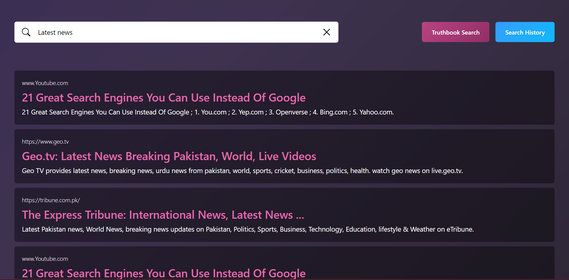 Latest news
Truthbook Search
Search History
www.Youtube.com
21 Great Search Engines You Can Use Instead Of Google
21 Great Search Engines You Can Use Instead Of Google ; 1. You.com ; 2. Yep.com ; 3. Openverse ; 4. Bing.com ; 5. Yahoo.com.
https://www.geo.tv
Geo.tv: Latest News Breaking Pakistan, World, Live Videos
Geo TV provides latest news, breaking news, urdu news from pakistan, world, sports, cricket, business, politics, health. watch geo news on live.geo.tv.
https://tribune.com.pk/
The Express Tribune: International News, Latest News ...
Latest Pakistan news, World News, breaking news updates on Pakistan, Politics, Sports, Business, Technology, Education, lifestyle & Weather on eTribune.
www.Youtube.com
21 Great Search Engines You Can Use Instead Of Google